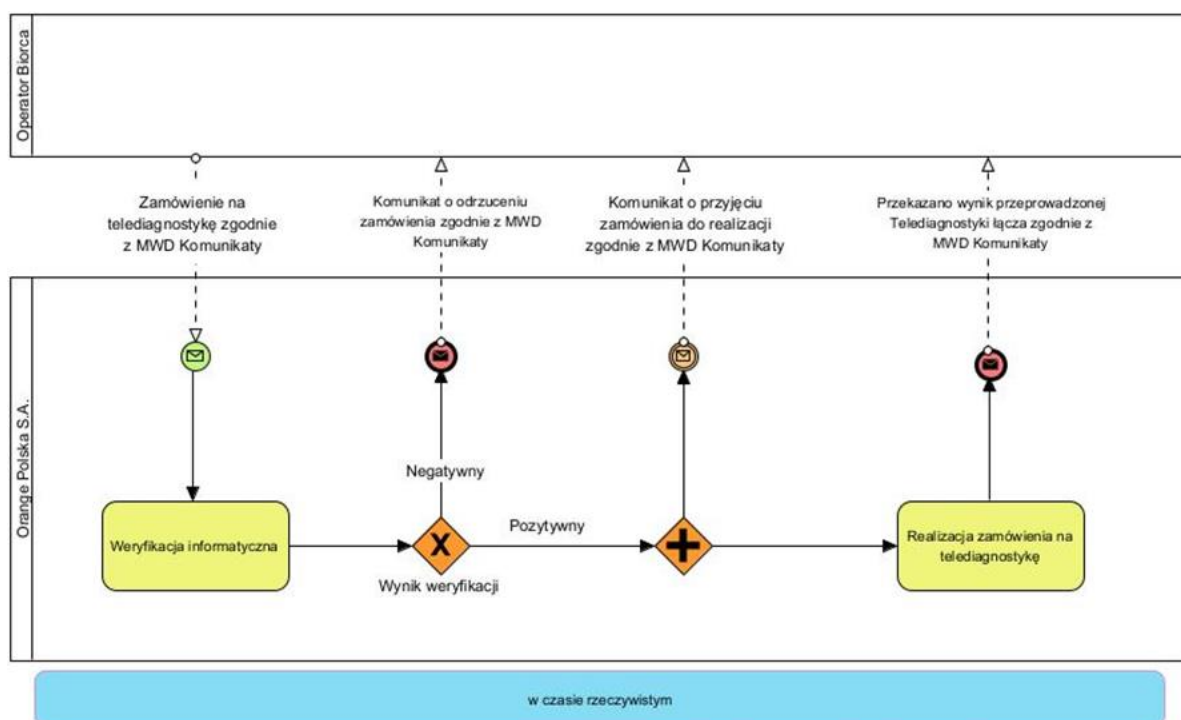 Operator Biorca
Zamówienie na
telediagnostykę zgodnie
z MWD Komunikaty
Komunikat o odrzuceniu
zamówienia zgodnie z MWD
Komunikaty
Komunikat o przyjęciu
zamówienia do realizacji
zgodnie z MWD Komunikaty
Przekazano wynik przeprowadzonej
Telediagnostyki łącza zgodnie z
MWD Komunikaty
Orange Polska S.A.
Weryfikacja informatyczna
Negatywny
X
Wynik weryfikacji
Pozytywny
Realizacja zamówienia na
telediagnostykę
w czasie rzeczywistym